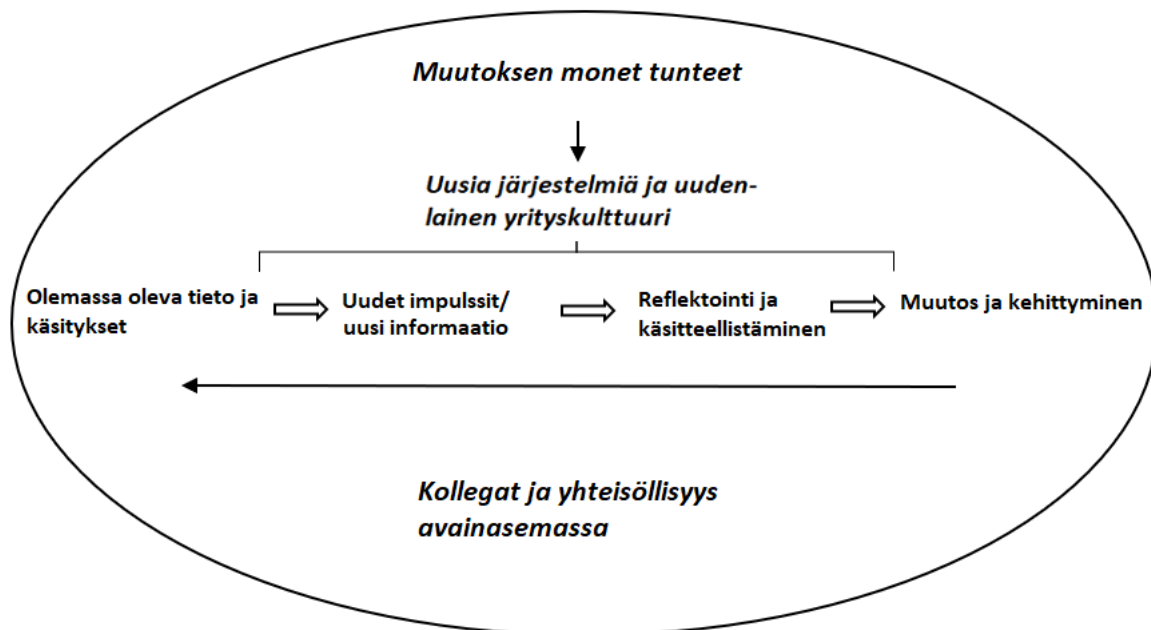 Muutoksen monet tunteet
Uusia järjestelmiä ja uuden-
lainen yrityskulttuuri
Olemassa oleva tieto ja
käsitykset
Uudet impulssit/
uusi informaatio
Reflektointi ja
käsitteellistäminen
Muutos ja kehittyminen
Kollegat ja yhteisöllisyys
avainasemassa